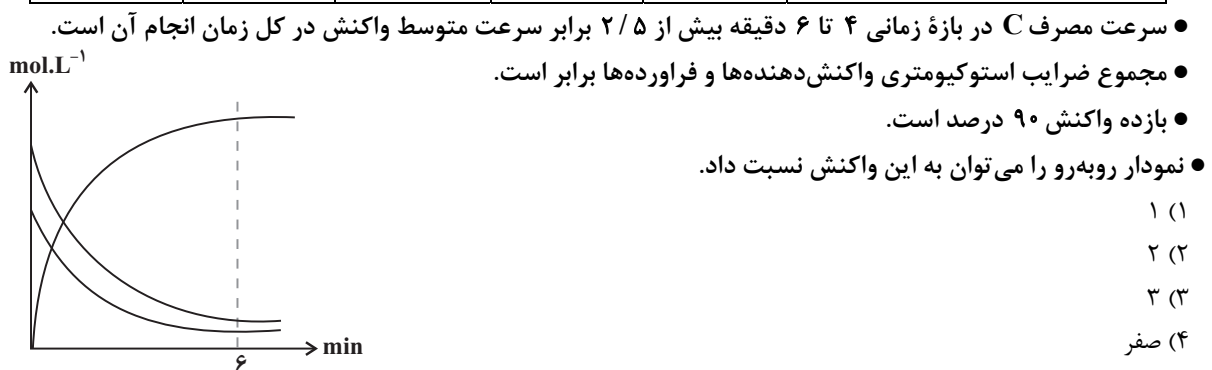 ● سرعت مصرف C در بازهٔ زمانی ۴ تا ۶ دقیقه بیش از ۲/۵ برابر سرعت متوسط واکنش در کل زمان انجام آن است.
● مجموع ضرایب استوکیومتری واکنش‌دهنده‌ها و فراورده‌ها برابر است.
● بازده واکنش ۹۰ درصد است.
● نمودار روبه‌رو را می‌توان به این واکنش نسبت داد.
۱) ۱
۲) ۲
۳) ۳
۴) صفر
mol.L⁻¹
min
۶